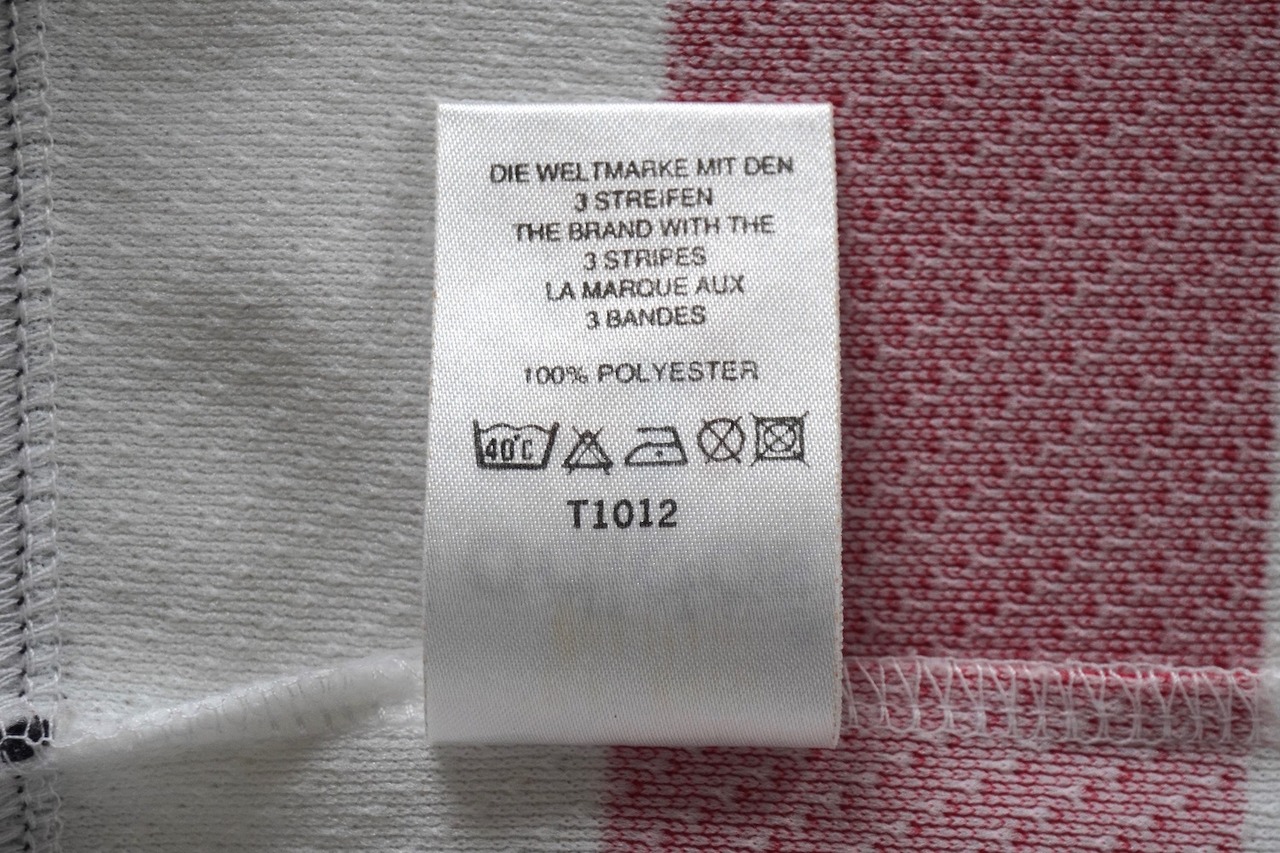 DIE WELTMARKE MIT DEN
3 STREIFEN
THE BRAND WITH THE
3 STRIPES
LA MARQUE AUX
3 BANDES
100% POLYESTER
40°C
T1012